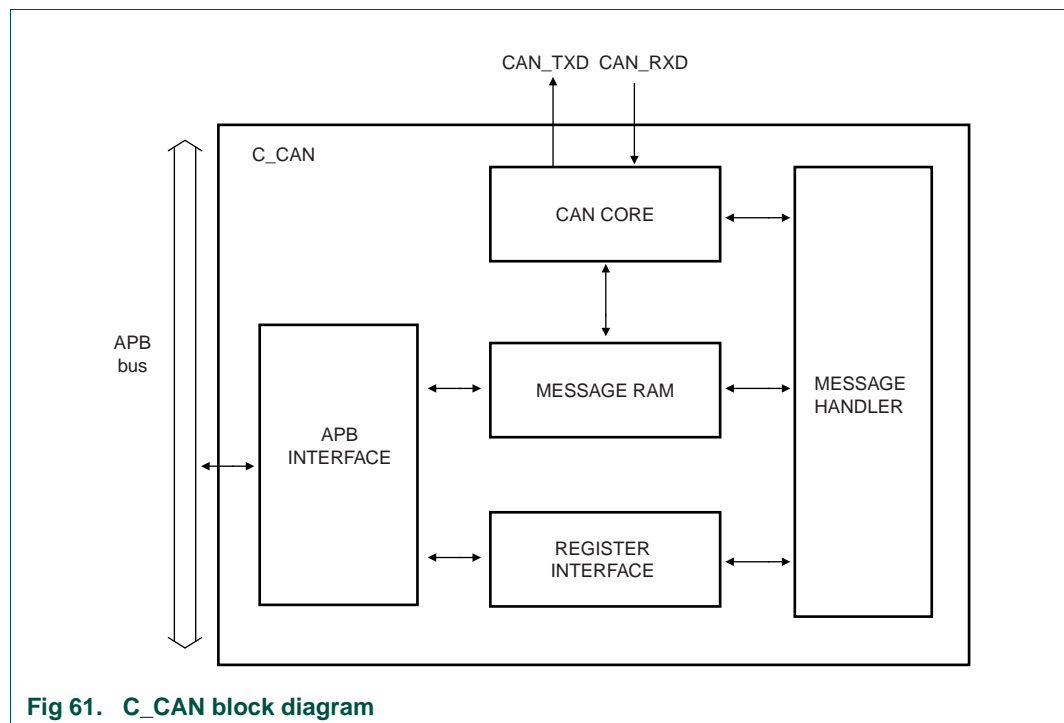 CAN_TXD CAN_RXD
C_CAN
CAN CORE
APB
bus
MESSAGE RAM
MESSAGE
HANDLER
APB
INTERFACE
REGISTER
INTERFACE
Fig 61. C_CAN block diagram